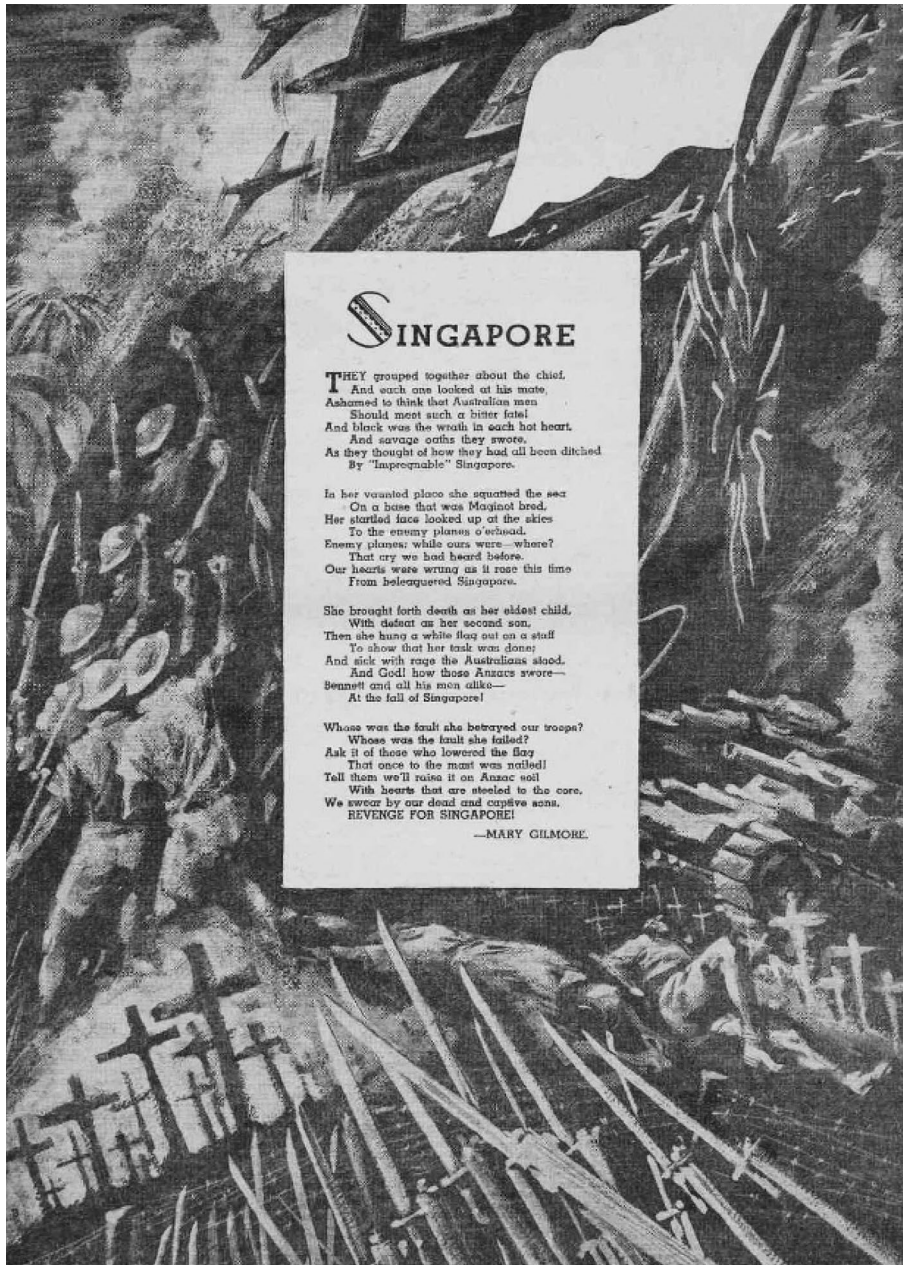 SINGAPORE
THEY grouped together about the chief,
And each one looked at his mate,
Ashamed to think that Australian men
Should meet such a bitter fate!
And black was the wrath in each hot heart,
And savage oaths they swore,
As they thought of how they had all been ditched
By "Impregnable" Singapore.
In her vaunted place she squatted the sea
On a base that was Maginot bred,
Her startled face looked up at the skies
To the enemy planes o'erhead.
Enemy planes; while ours were—where?
That cry we had heard before.
Our hearts were wrung as it rose this time
From beleaguered Singapore.
She brought forth death as her eldest child,
With defeat as her second son,
Then she hung a white flag out on a staff
To show that her task was done;
And sick with rage the Australians stood,
And God! how those Anzacs swore—
Bennett and all his men alike—
At the fall of Singapore!
Whose was the fault she betrayed our troops?
Whose was the fault she failed?
Ask it of those who lowered the flag
That once to the mast was nailed!
Tell them we'll raise it on Anzac soil
With hearts that are steeled to the core,
We swear by our dead and captive sons,
REVENGE FOR SINGAPORE!
—MARY GILMORE.